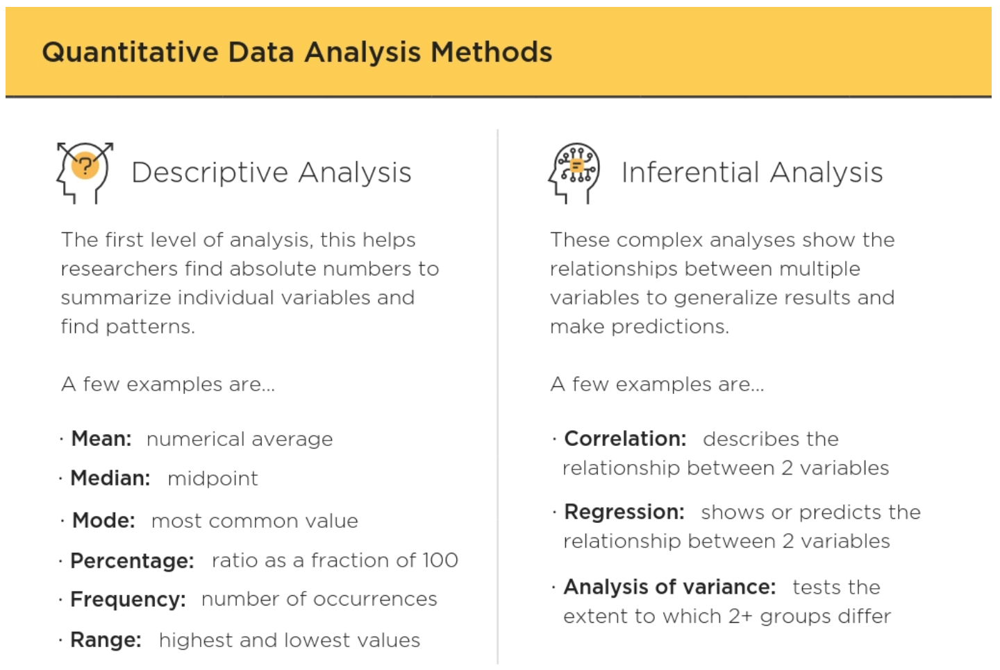 Quantitative Data Analysis Methods
?
Descriptive Analysis
The first level of analysis, this helps
researchers find absolute numbers to
summarize individual variables and
find patterns.
A few examples are...
· Mean: numerical average
· Median: midpoint
· Mode: most common value
· Percentage: ratio as a fraction of 100
· Frequency: number of occurrences
· Range: highest and lowest values
Inferential Analysis
These complex analyses show the
relationships between multiple
variables to generalize results and
make predictions.
A few examples are...
· Correlation: describes the
relationship between 2 variables
· Regression: shows or predicts the
relationship between 2 variables
· Analysis of variance: tests the
extent to which 2+ groups differ